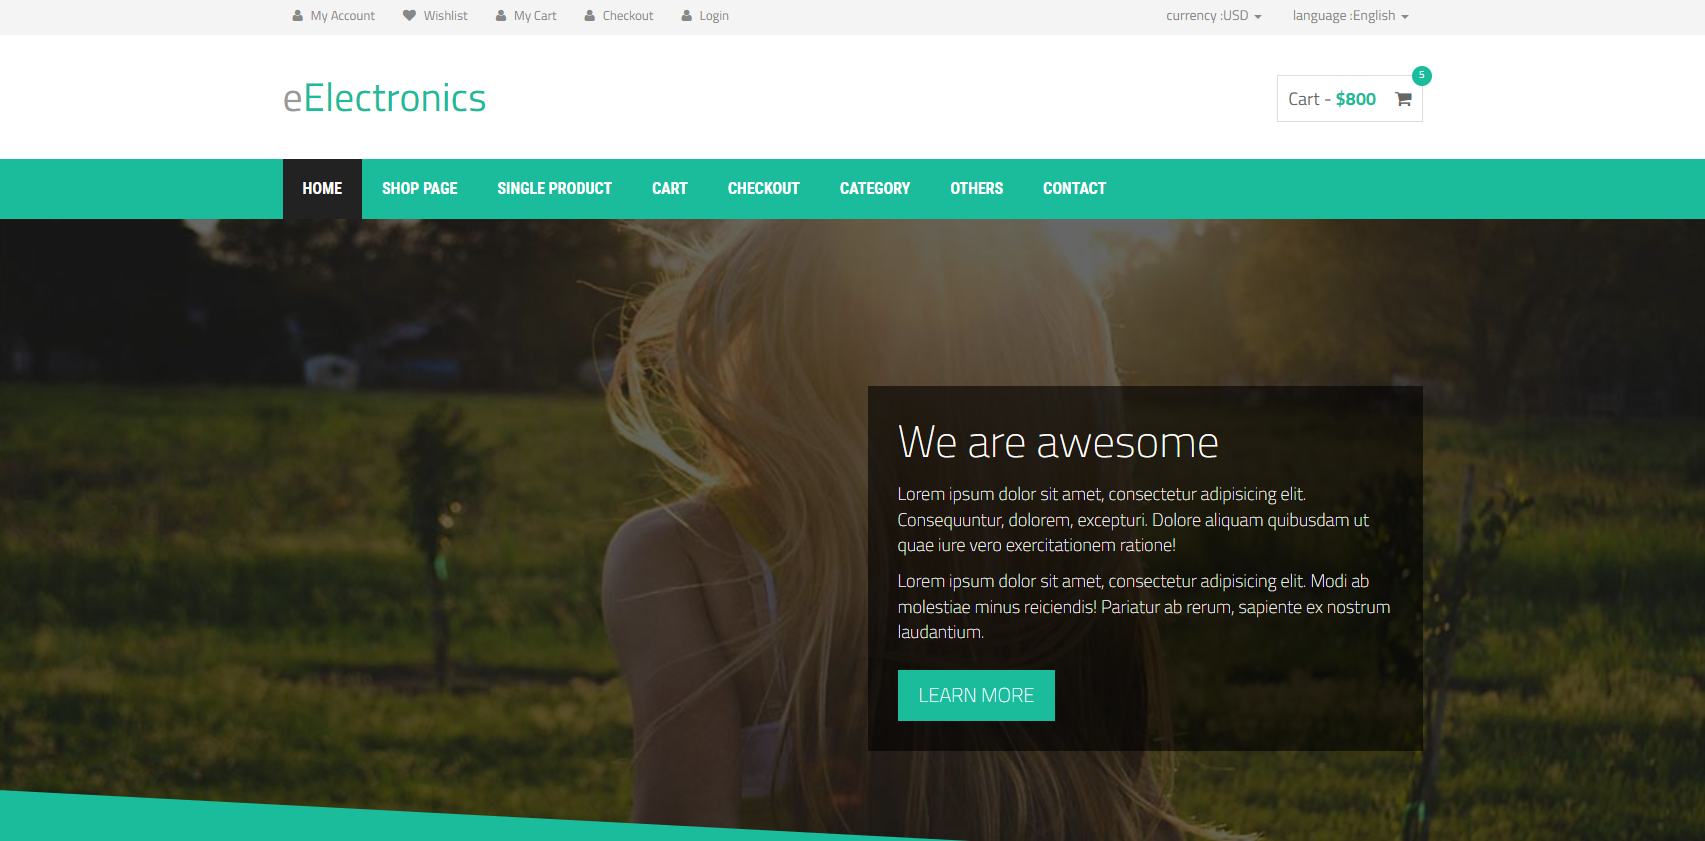 My Account Wishlist My Cart Checkout Login currency :USD language :English
eElectronics
5
Cart - $800
HOME SHOP PAGE SINGLE PRODUCT CART CHECKOUT CATEGORY OTHERS CONTACT
We are awesome
Lorem ipsum dolor sit amet, consectetur adipisicing elit.
Consequuntur, dolorem, excepturi. Dolore aliquam quibusdam ut
quae iure vero exercitationem ratione!
Lorem ipsum dolor sit amet, consectetur adipisicing elit. Modi ab
molestiae minus reiciendis! Pariatur ab rerum, sapiente ex nostrum
laudantium.
LEARN MORE